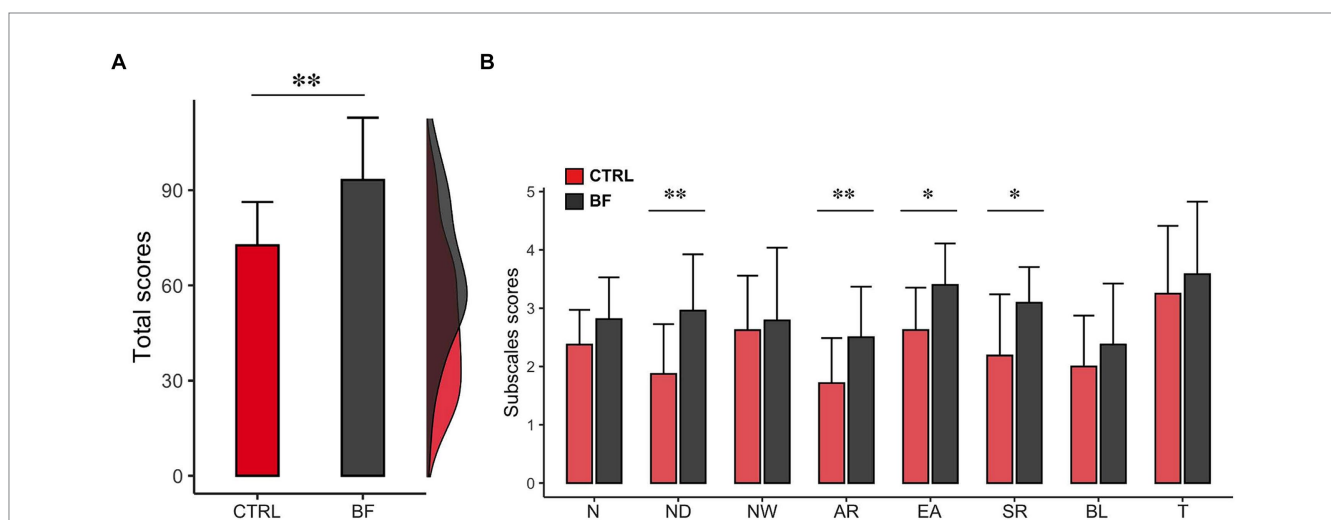 A
**
Total scores
90
60
30
0
CTRL BF
B
CTRL
BF
** ** * *
Subscales scores
5
4
3
2
1
0
N ND NW AR EA SR BL T